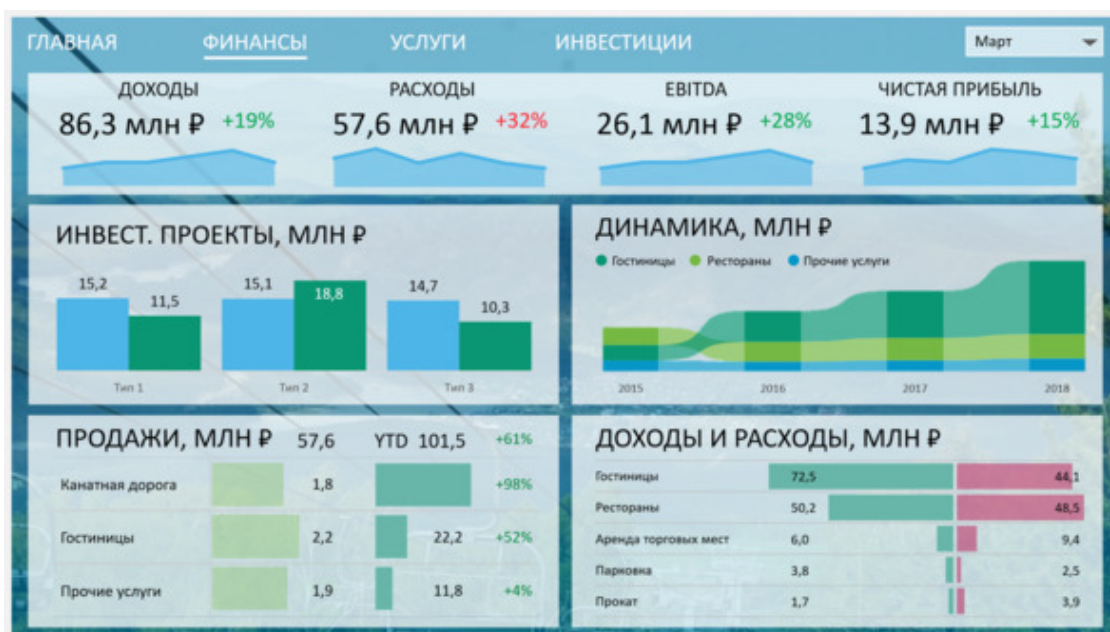 ГЛАВНАЯ ФИНАНСЫ УСЛУГИ ИНВЕСТИЦИИ Март
ДОХОДЫ РАСХОДЫ EBITDA ЧИСТАЯ ПРИБЫЛЬ
86,3 млн ₽ +19% 57,6 млн ₽ +32% 26,1 млн ₽ +28% 13,9 млн ₽ +15%
ИНВЕСТ. ПРОЕКТЫ, МЛН ₽
15,2 11,5 15,1 18,8 14,7 10,3
Тип 1 Тип 2 Тип 3
ДИНАМИКА, МЛН ₽
Гостиницы Рестораны Прочие услуги
2015 2016 2017 2018
ПРОДАЖИ, МЛН ₽ 57,6 YTD 101,5 +61%
Канатная дорога 1,8 +98%
Гостиницы 2,2 22,2 +52%
Прочие услуги 1,9 11,8 +4%
ДОХОДЫ И РАСХОДЫ, МЛН ₽
Гостиницы 72,5 44,1
Рестораны 50,2 48,5
Аренда торговых мест 6,0 9,4
Парковка 3,8 2,5
Прокат 1,7 3,9